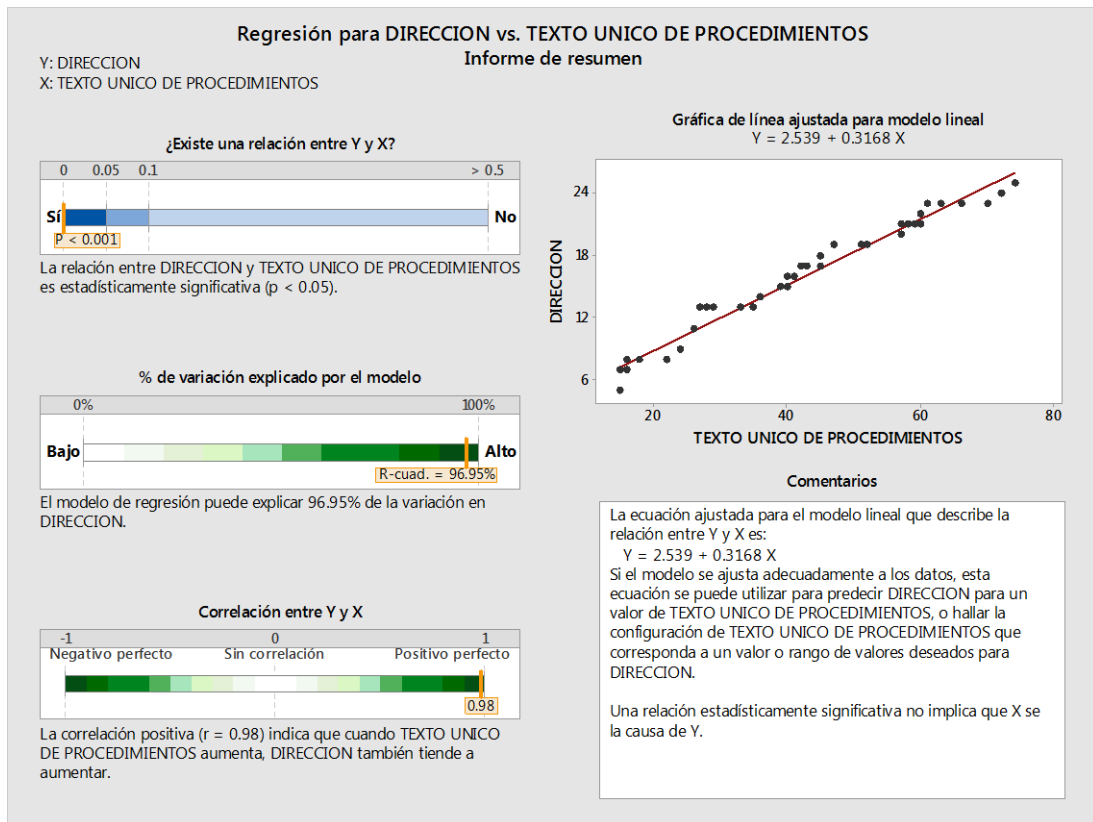 Regresión para DIRECCION vs. TEXTO UNICO DE PROCEDIMIENTOS
Informe de resumen
Y: DIRECCION
X: TEXTO UNICO DE PROCEDIMIENTOS
¿Existe una relación entre Y y X?
0 0.05 0.1 > 0.5
Sí No
P < 0.001
La relación entre DIRECCION y TEXTO UNICO DE PROCEDIMIENTOS
es estadísticamente significativa (p < 0.05).
% de variación explicado por el modelo
0% 100%
Bajo Alto
R-cuad. = 96.95%
El modelo de regresión puede explicar 96.95% de la variación en
DIRECCION.
Correlación entre Y y X
-1 0 1
Negativo perfecto Sin correlación Positivo perfecto
0.98
La correlación positiva (r = 0.98) indica que cuando TEXTO UNICO
DE PROCEDIMIENTOS aumenta, DIRECCION también tiende a
aumentar.
Gráfica de línea ajustada para modelo lineal
Y = 2.539 + 0.3168 X
24
18
12
6
DIRECCION
20 40 60 80
TEXTO UNICO DE PROCEDIMIENTOS
Comentarios
La ecuación ajustada para el modelo lineal que describe la
relación entre Y y X es:
Y = 2.539 + 0.3168 X
Si el modelo se ajusta adecuadamente a los datos, esta
ecuación se puede utilizar para predecir DIRECCION para un
valor de TEXTO UNICO DE PROCEDIMIENTOS, o hallar la
configuración de TEXTO UNICO DE PROCEDIMIENTOS que
corresponda a un valor o rango de valores deseados para
DIRECCION.
Una relación estadísticamente significativa no implica que X se
la causa de Y.